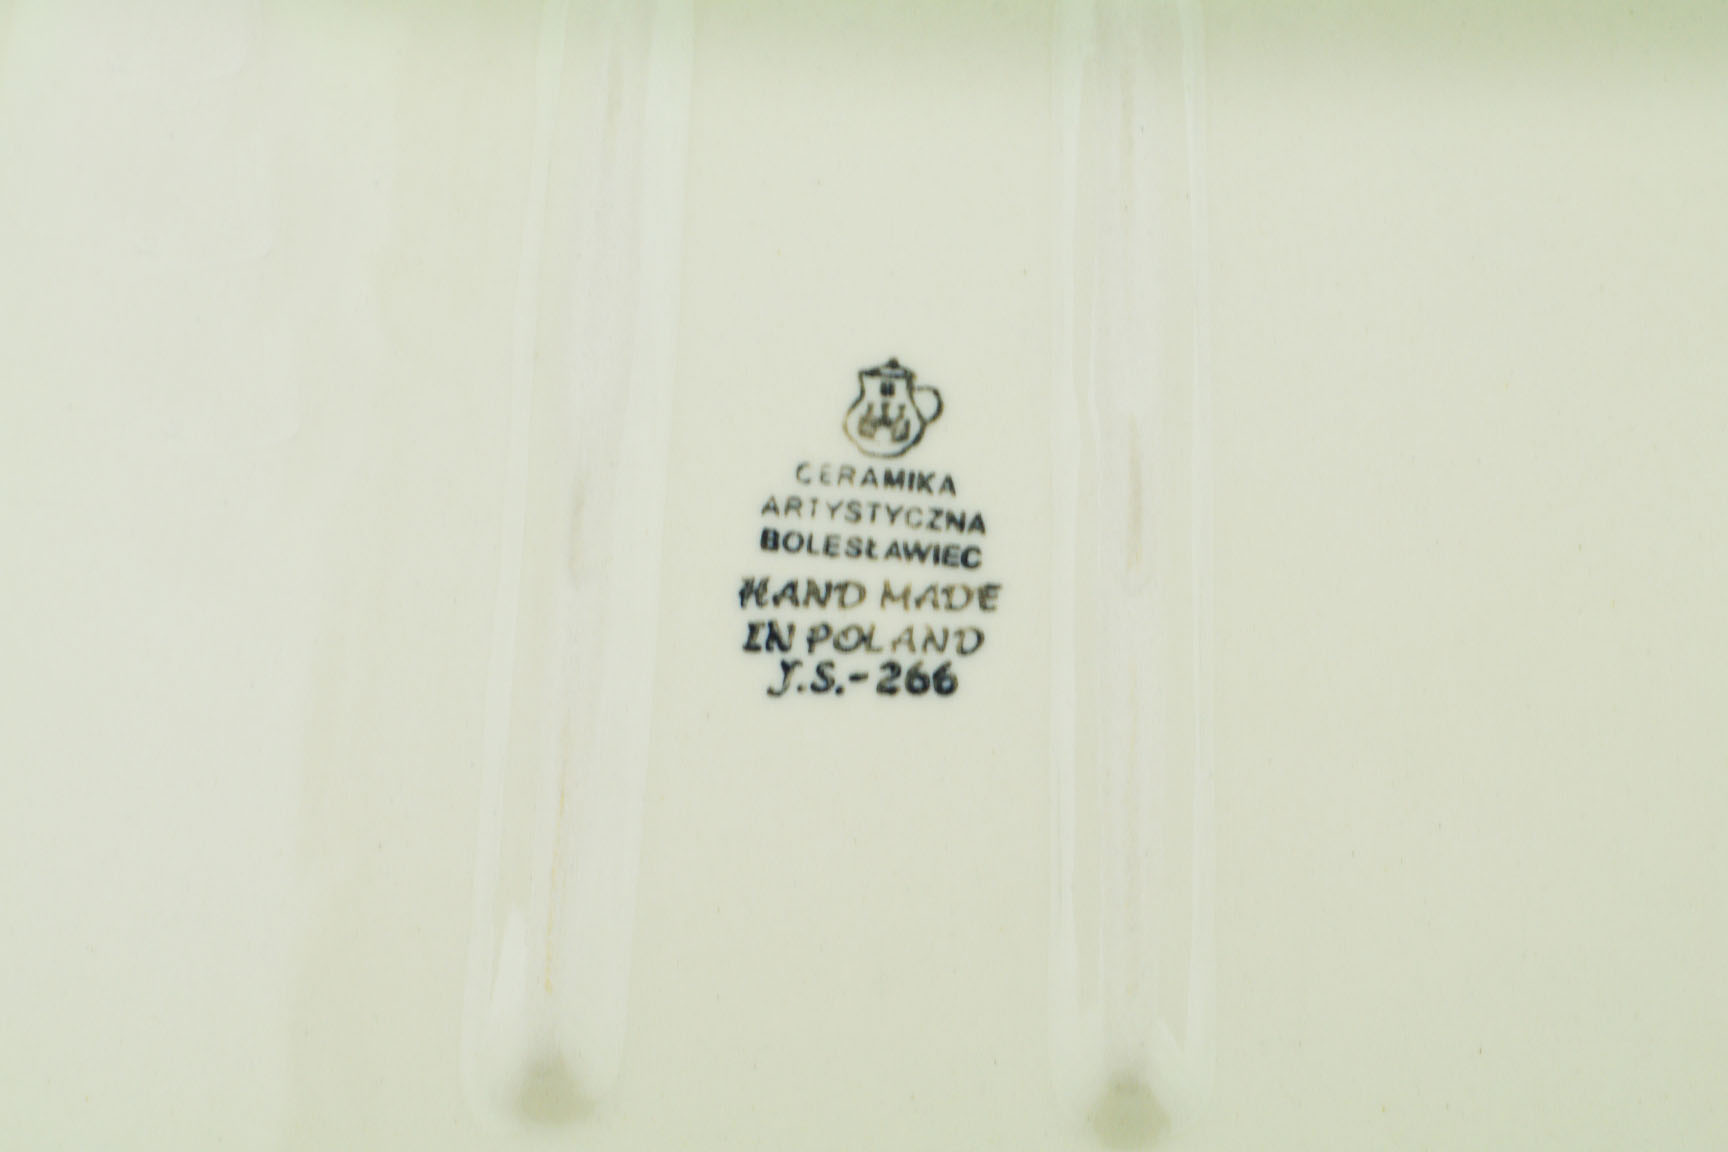 CERAMIKA
ARTYSTYCZNA
BOLESŁAWIEC
HAND MADE
IN POLAND
J.S.-266